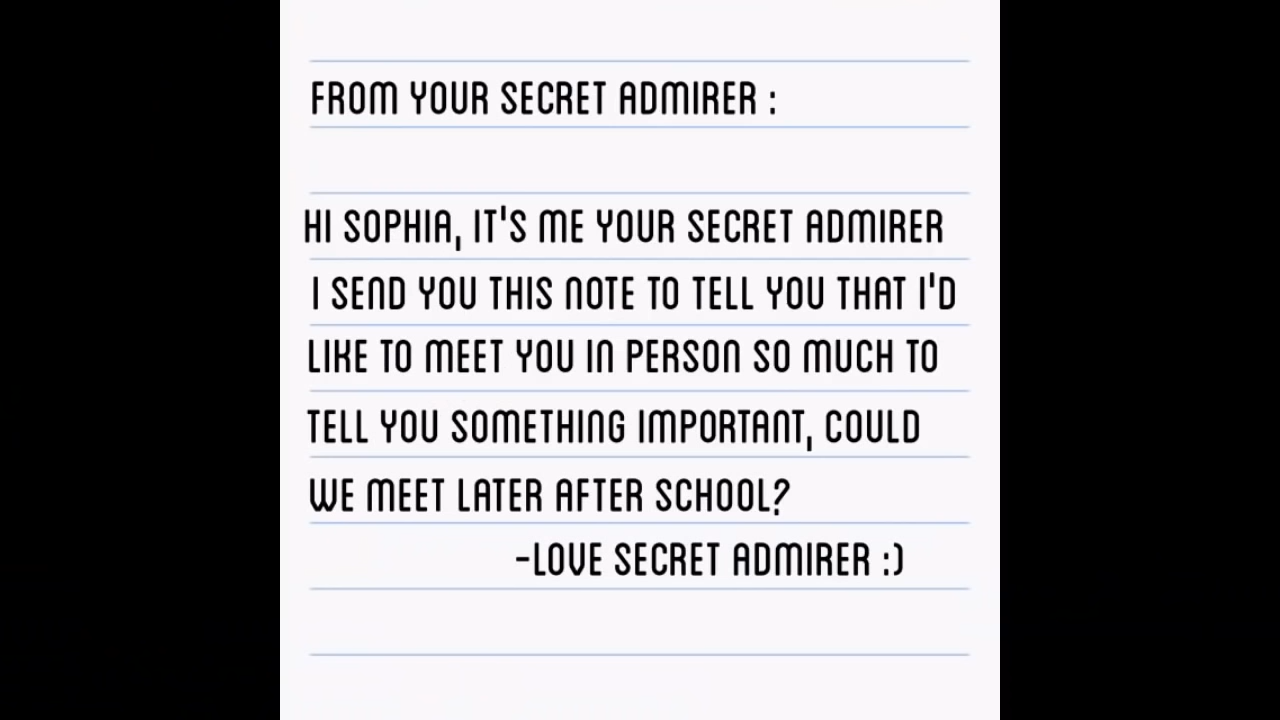 FROM YOUR SECRET ADMIRER :
HI SOPHIA, IT'S ME YOUR SECRET ADMIRER
I SEND YOU THIS NOTE TO TELL YOU THAT I'D
LIKE TO MEET YOU IN PERSON SO MUCH TO
TELL YOU SOMETHING IMPORTANT, COULD
WE MEET LATER AFTER SCHOOL?
-LOVE SECRET ADMIRER :)